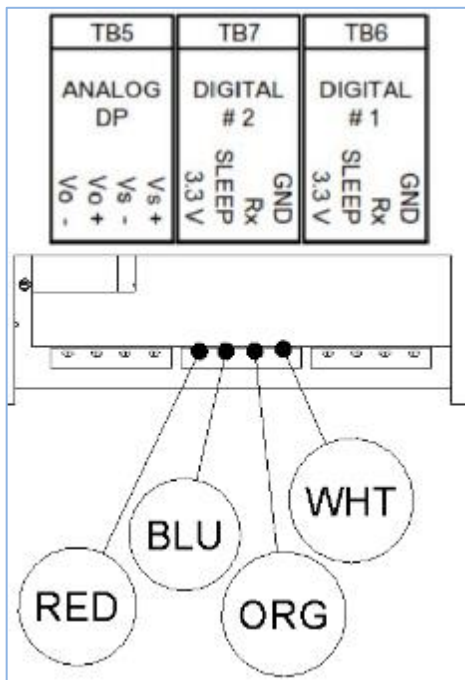 TB5
TB7
TB6
ANALOG
DP
DIGITAL
# 2
DIGITAL
# 1
Vo -
Vo +
Vs -
Vs +
3.3 V
SLEEP
Rx
GND
3.3 V
SLEEP
Rx
GND
WHT
BLU
RED
ORG